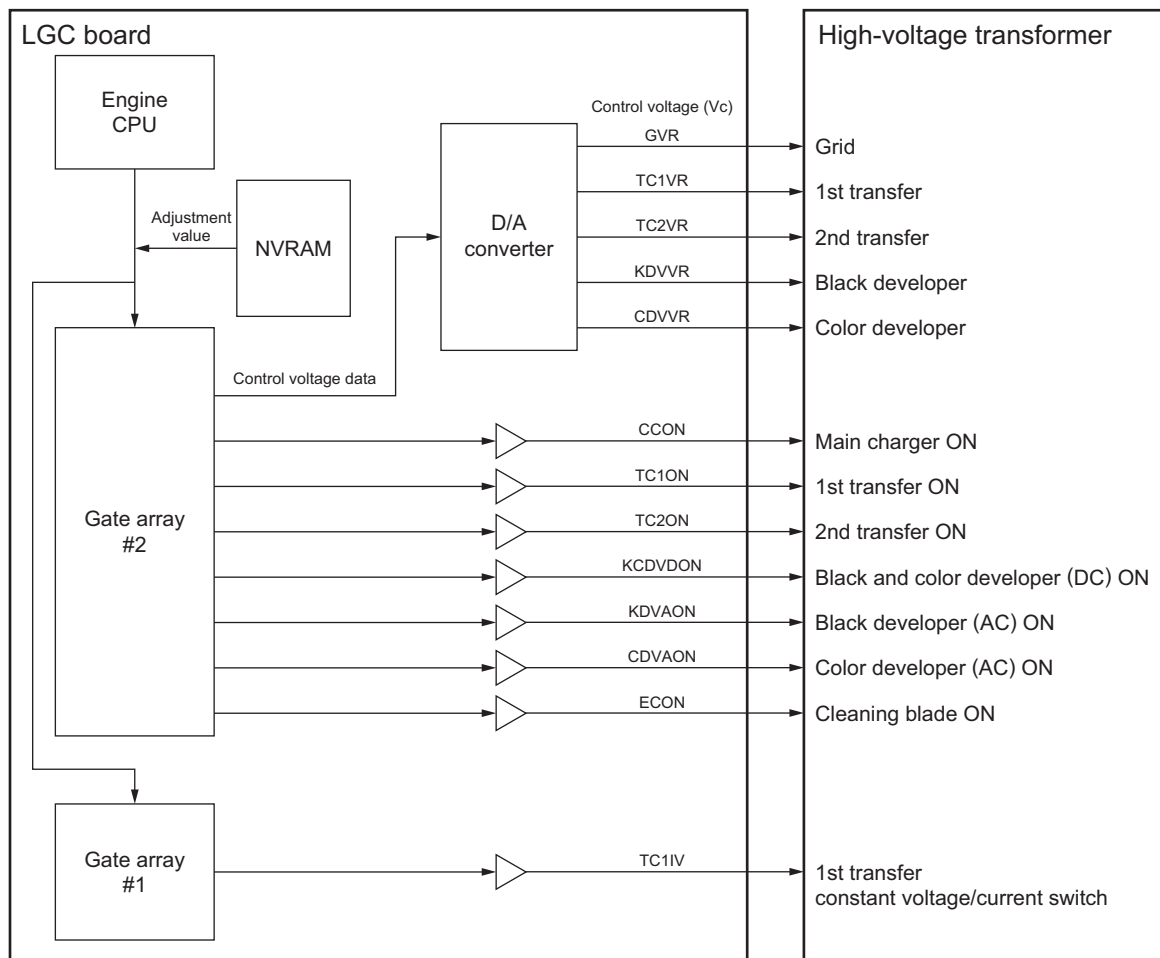 LGC board
High-voltage transformer
Engine
CPU
Control voltage (Vc)
GVR
Grid
TC1VR
1st transfer
Adjustment
value
NVRAM
D/A
converter
TC2VR
2nd transfer
KDVVR
Black developer
CDVVR
Color developer
Control voltage data
CCON
Main charger ON
TC1ON
1st transfer ON
Gate array
#2
TC2ON
2nd transfer ON
KCDVDON
Black and color developer (DC) ON
KDVAON
Black developer (AC) ON
CDVAON
Color developer (AC) ON
ECON
Cleaning blade ON
Gate array
#1
TC1IV
1st transfer
constant voltage/current switch